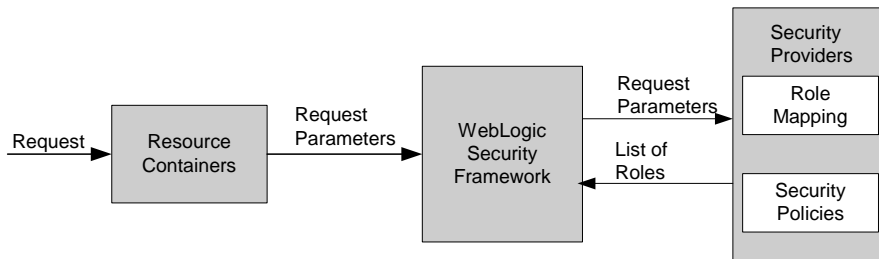 Request
Resource
Containers
Request
Parameters
WebLogic
Security
Framework
Request
Parameters
List of
Roles
Security
Providers
Role
Mapping
Security
Policies